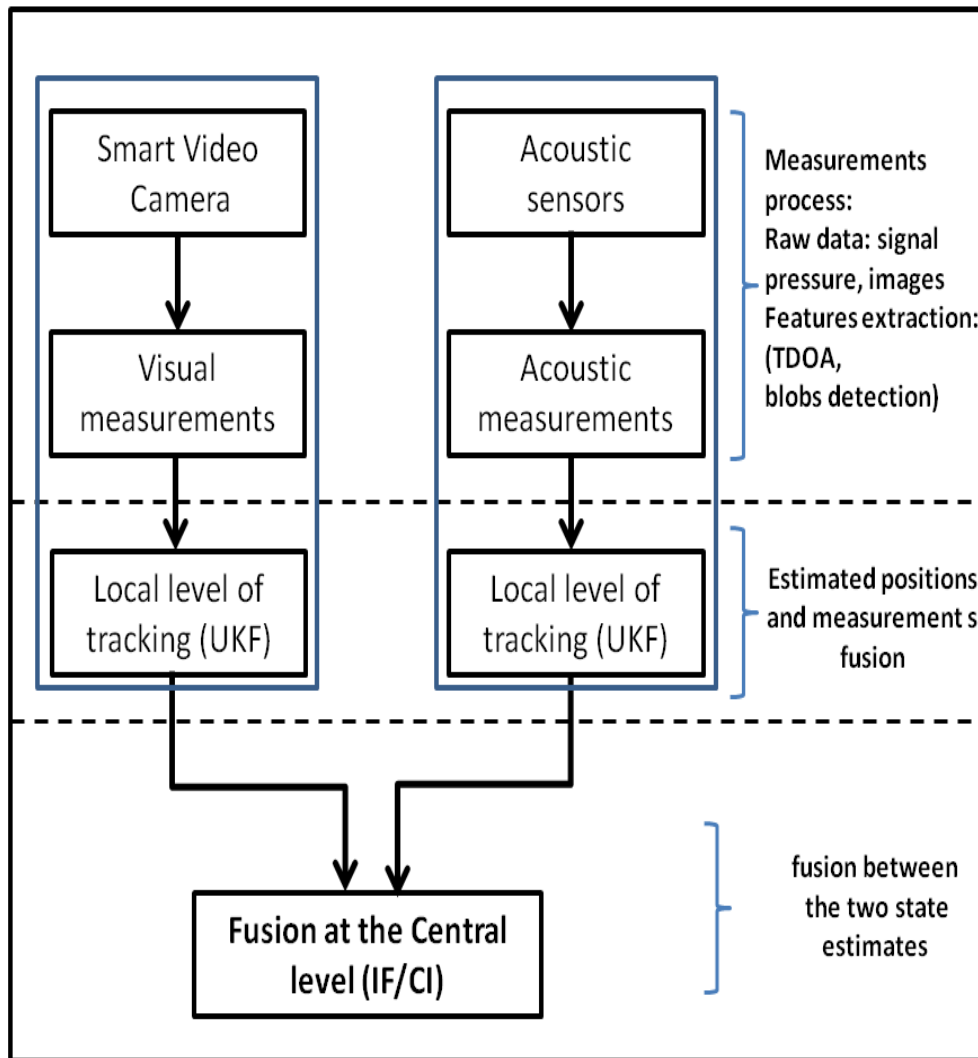 Smart Video
Camera
Acoustic
sensors
Measurements
process:
Raw data: signal
pressure, images
Features extraction:
(TDOA,
blobs detection)
Visual
measurements
Acoustic
measurements
Local level of
tracking (UKF)
Local level of
tracking (UKF)
Estimated positions
and measurement s
fusion
Fusion at the Central
level (IF/CI)
fusion between
the two state
estimates